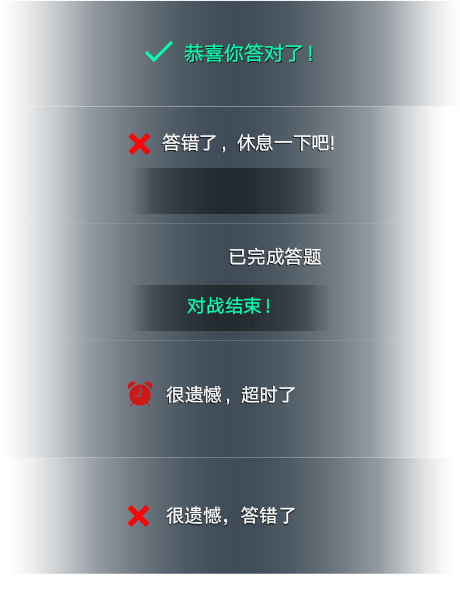 恭喜你答对了！
答错了，休息一下吧!
已完成答题
对战结束！
很遗憾，超时了
很遗憾，答错了